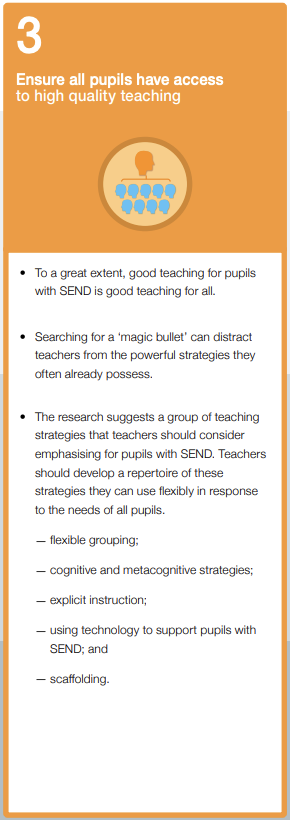 3
Ensure all pupils have access
to high quality teaching
• To a great extent, good teaching for pupils
with SEND is good teaching for all.
• Searching for a ‘magic bullet’ can distract
teachers from the powerful strategies they
often already possess.
• The research suggests a group of teaching
strategies that teachers should consider
emphasising for pupils with SEND. Teachers
should develop a repertoire of these
strategies they can use flexibly in response
to the needs of all pupils.
— flexible grouping;
— cognitive and metacognitive strategies;
— explicit instruction;
— using technology to support pupils with
SEND; and
— scaffolding.